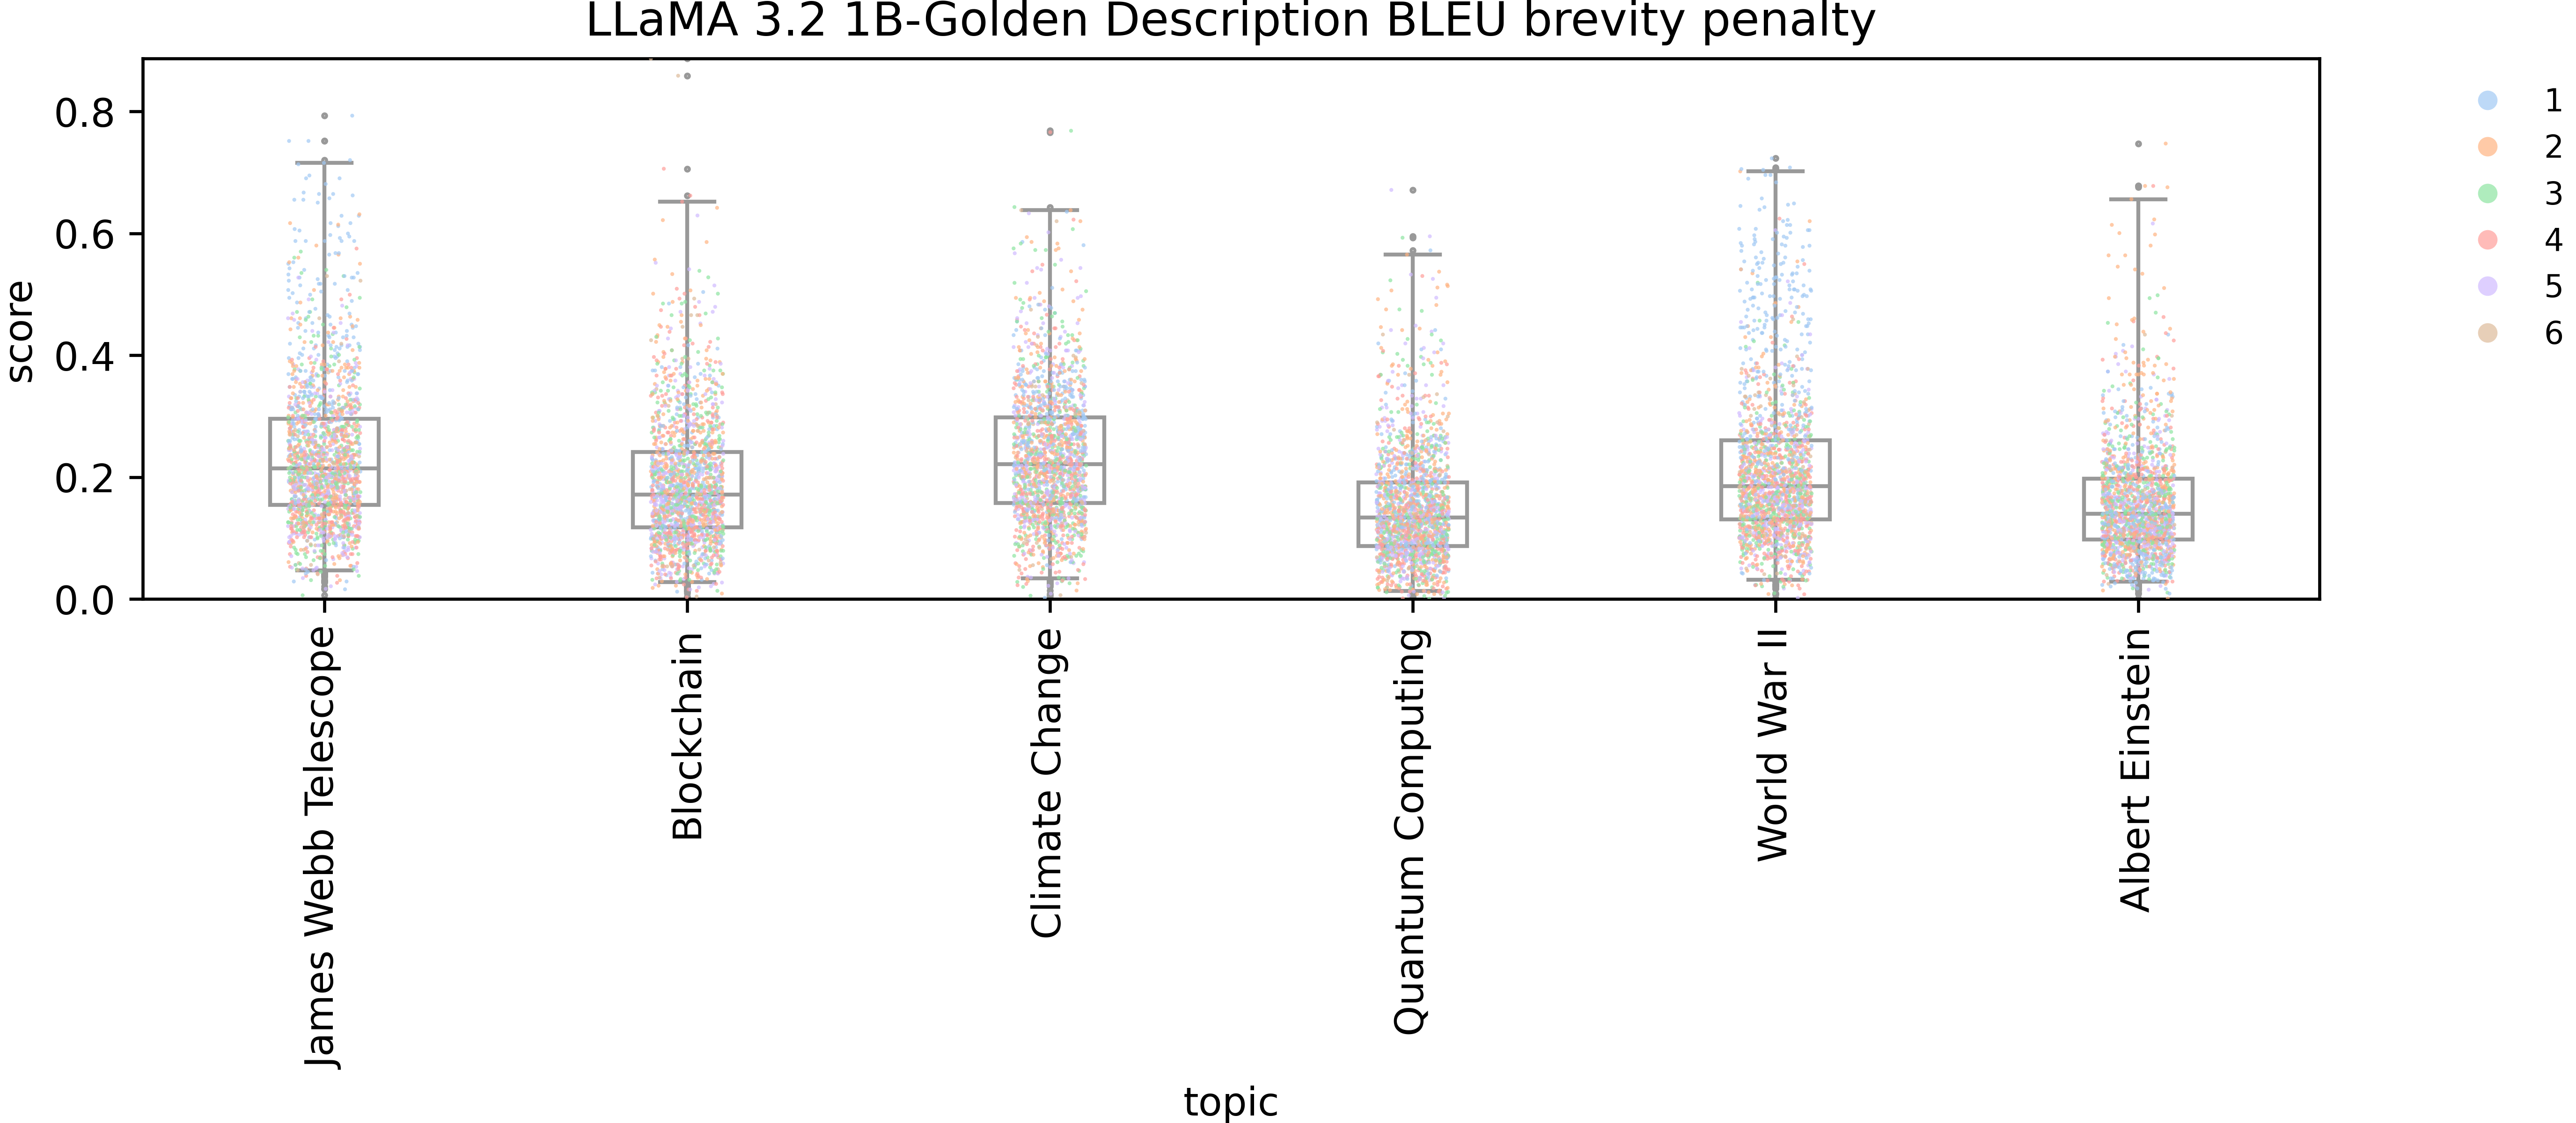 LLaMA 3.2 1B-Golden Description BLEU brevity penalty
score
0.8
0.6
0.4
0.2
0.0
James Webb Telescope
Blockchain
Climate Change
Quantum Computing
World War II
Albert Einstein
topic
1
2
3
4
5
6